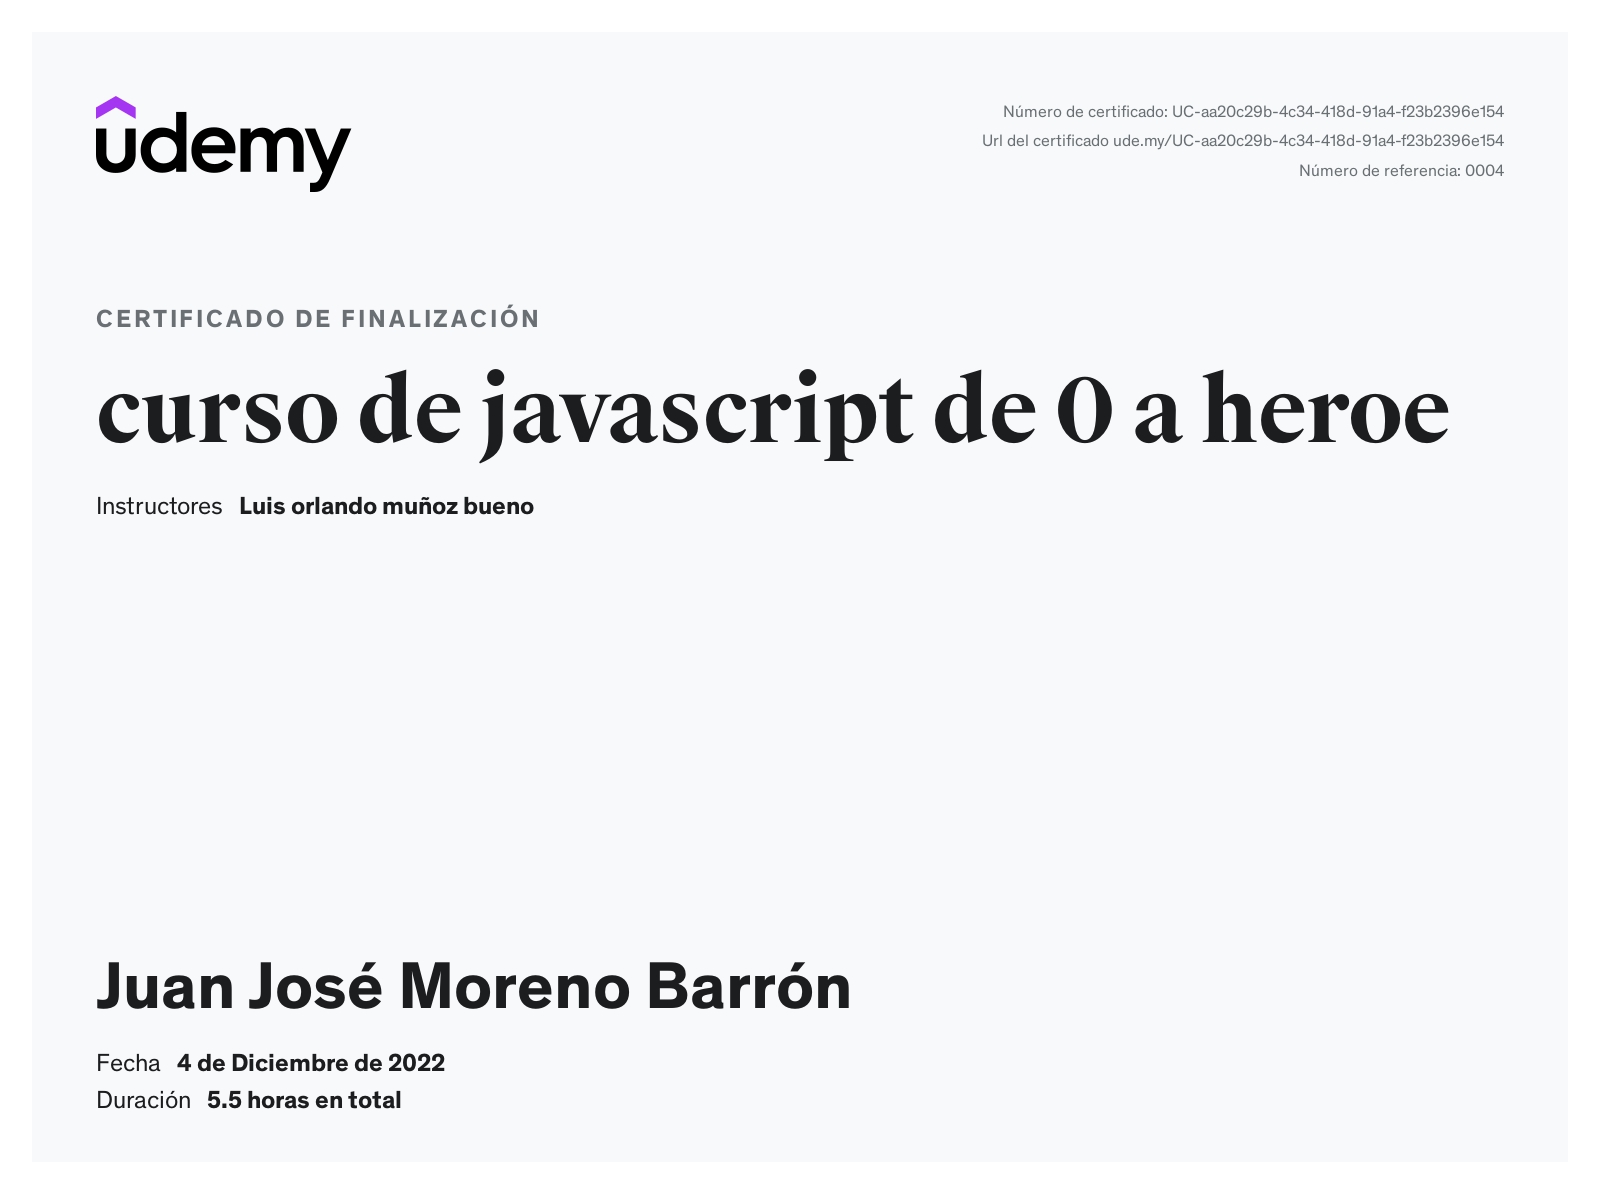 udemy
Número de certificado: UC-aa20c29b-4c34-418d-91a4-f23b2396e154
Url del certificado ude.my/UC-aa20c29b-4c34-418d-91a4-f23b2396e154
Número de referencia: 0004
CERTIFICADO DE FINALIZACIÓN
curso de javascript de 0 a heroe
Instructores Luis orlando muñoz bueno
Juan José Moreno Barrón
Fecha 4 de Diciembre de 2022
Duración 5.5 horas en total